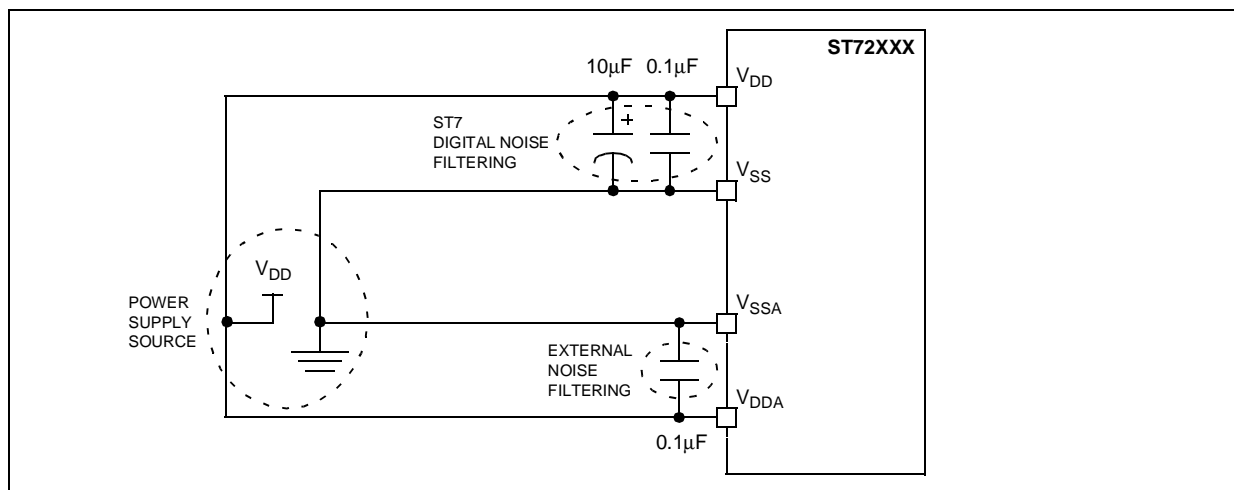 ST72XXX
10μF 0.1μF
VDD
ST7
DIGITAL NOISE
FILTERING
+
VSS
VDD
POWER
SUPPLY
SOURCE
VSSA
EXTERNAL
NOISE
FILTERING
VDDA
0.1μF